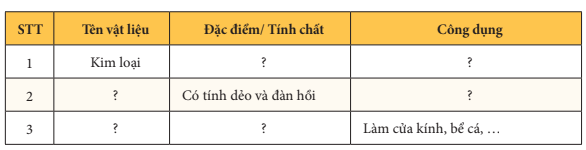 STT Tên vật liệu Đặc điểm/ Tính chất Công dụng
1 Kim loại ? ?
2 ? Có tính dẻo và đàn hồi ?
3 ? ? Làm cửa kính, bể cá, …